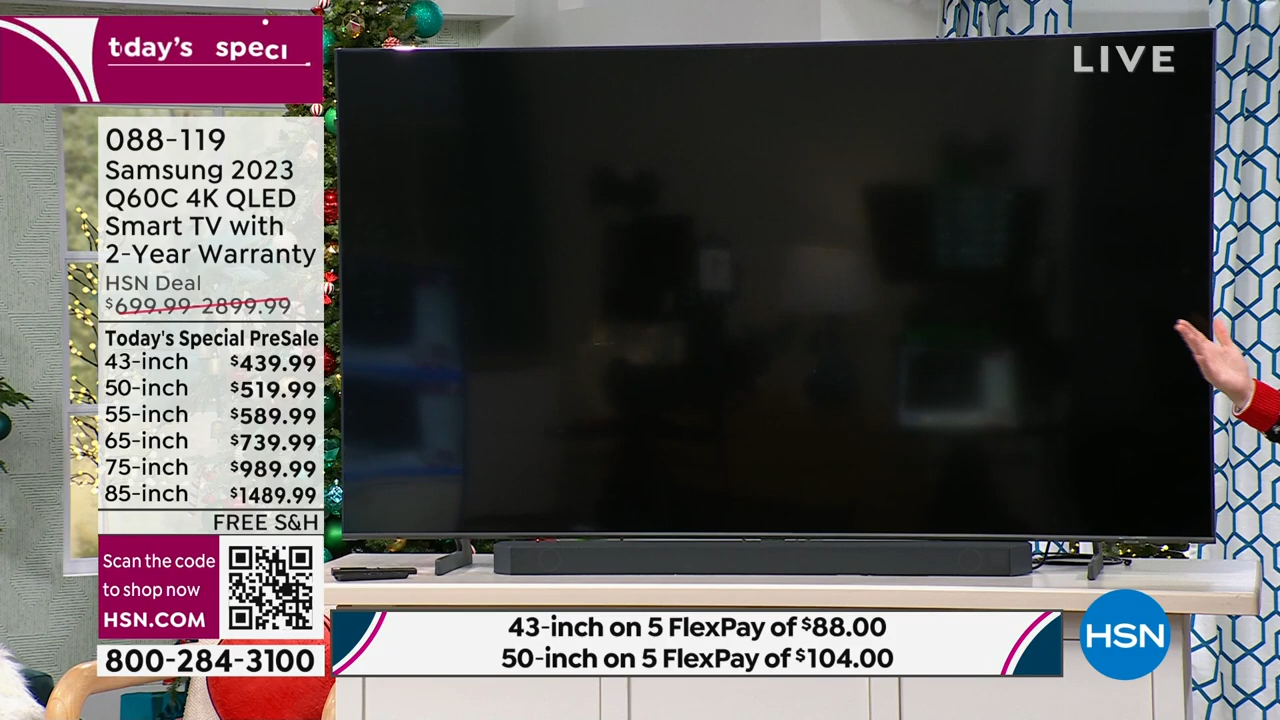 today's speci
088-119
Samsung 2023
Q60C 4K QLED
Smart TV with
2-Year Warranty
HSN Deal
$699.99-2899.99
Today's Special PreSale
43-inch $439.99
50-inch $519.99
55-inch $589.99
65-inch $739.99
75-inch $989.99
85-inch $1489.99
FREE S&H
Scan the code
to shop now
HSN.COM
800-284-3100
LIVE
43-inch on 5 FlexPay of $88.00
50-inch on 5 FlexPay of $104.00
HSN